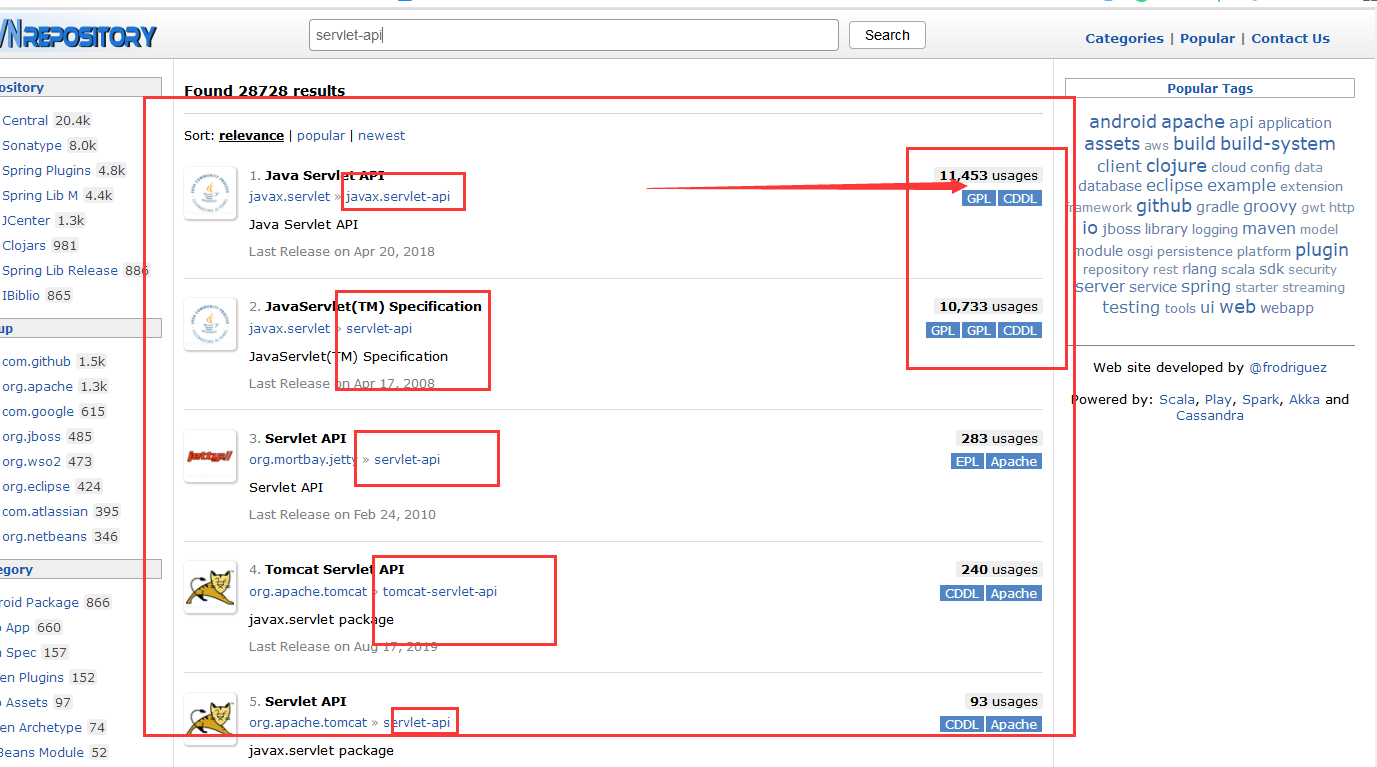 REPOSITORY
servlet-api
Search
Categories | Popular | Contact Us
Central 20.4k
Sonatype 8.0k
Spring Plugins 4.8k
Spring Lib M 4.4k
JCenter 1.3k
Clojars 981
Spring Lib Release 886
IBiblio 865
com.github 1.5k
org.apache 1.3k
com.google 615
org.jboss 485
org.wso2 473
org.eclipse 424
com.atlassian 395
org.netbeans 346
Package 866
App 660
Spec 157
Plugins 152
Assets 97
Archetype 74
Module 52
Found 28728 results
Sort: relevance | popular | newest
1. Java Servlet API
11,453 usages
javax.servlet » javax.servlet-api
GPL CDDL
Java Servlet API
Last Release on Apr 20, 2018
2. JavaServlet(TM) Specification
10,733 usages
javax.servlet » servlet-api
GPL GPL CDDL
JavaServlet(TM) Specification
Last Release on Apr 17, 2008
3. Servlet API
283 usages
jetty://
org.mortbay.jetty » servlet-api
EPL Apache
Servlet API
Last Release on Feb 24, 2010
4. Tomcat Servlet API
240 usages
org.apache.tomcat » tomcat-servlet-api
CDDL Apache
javax.servlet package
Last Release on Aug 17, 2019
5. Servlet API
93 usages
org.apache.tomcat » servlet-api
CDDL Apache
javax.servlet package
Popular Tags
android apache api application
assets aws build build-system
client clojure cloud config data
database eclipse example extension
framework github gradle groovy gwt http
io jboss library logging maven model
module osgi persistence platform plugin
repository rest rlang scala sdk security
server service spring starter streaming
testing tools ui web webapp
Web site developed by @frodriguez
Powered by: Scala, Play, Spark, Akka and
Cassandra